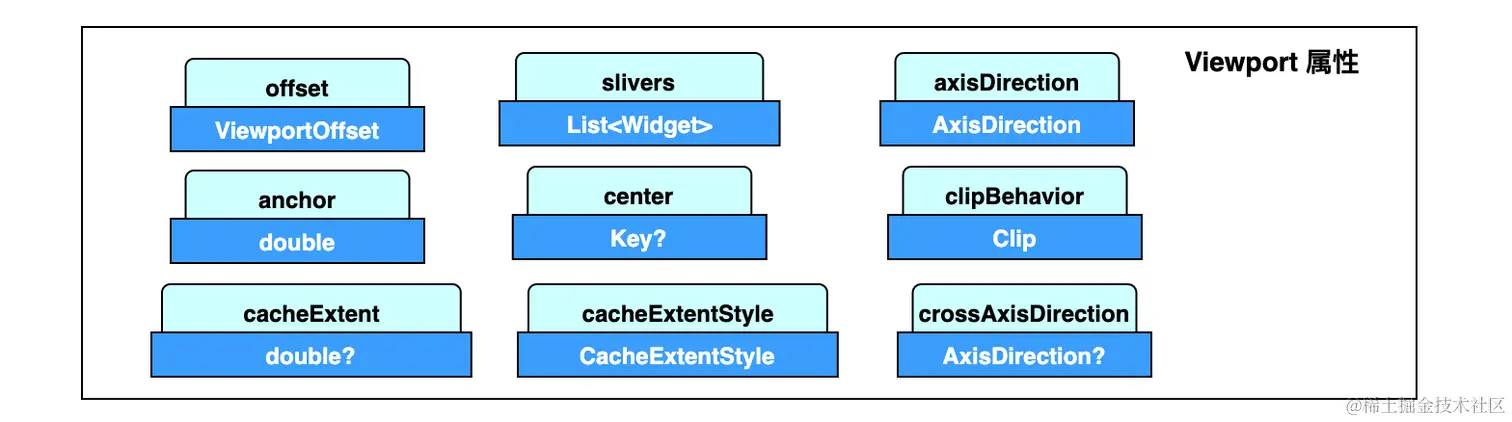 Viewport 属性
offset
ViewportOffset
slivers
List<Widget>
axisDirection
AxisDirection
anchor
double
center
Key?
clipBehavior
Clip
cacheExtent
double?
cacheExtentStyle
CacheExtentStyle
crossAxisDirection
AxisDirection?
@稀土掘金技术社区